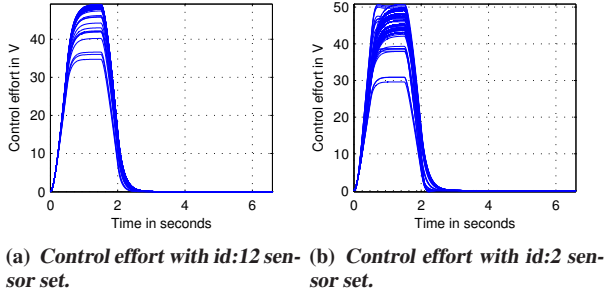 Control effort in V
40
30
20
10
0
0
2
4
6
Time in seconds
Control effort in V
50
40
30
20
10
0
0
2
4
6
Time in seconds
(a) Control effort with id:12 sen-
sor set.
(b) Control effort with id:2 sen-
sor set.